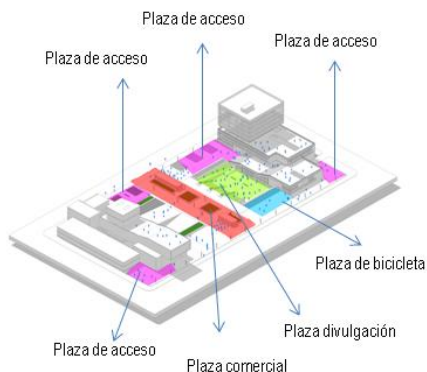 Plaza de acceso
Plaza de acceso
Plaza de acceso
Plaza de bicicleta
Plaza divulgación
Plaza de acceso
Plaza comercial